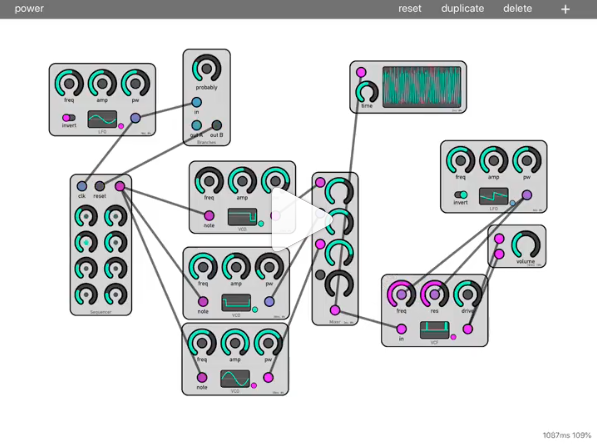 power
reset duplicate delete +
freq amp pw
invert
LFO
probably
in
out A out B
Branches
time
clk reset
Sequencer
freq amp
note
VCO
freq amp pw
note
VCO
freq amp pw
note
VCO
Mixer
freq amp pw
invert
LFO
volume
freq res drive
in
VCF
1087ms 109%